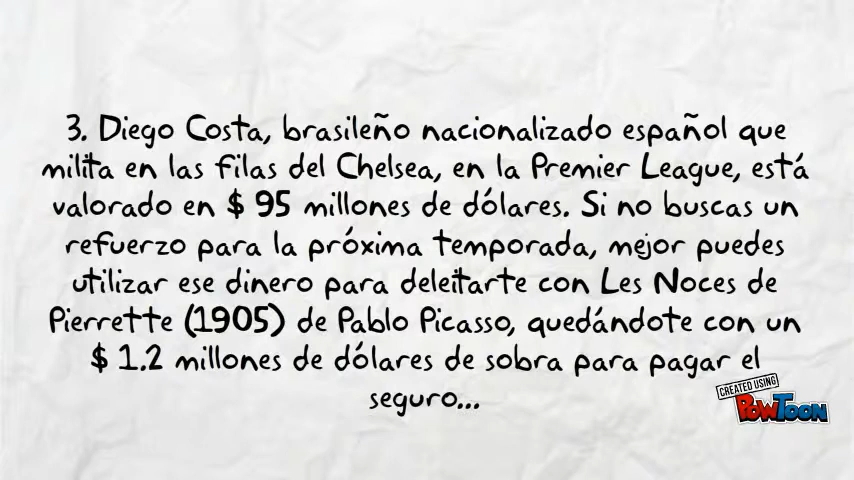 3. Diego Costa, brasileño nacionalizado español que
milita en las filas del Chelsea, en la Premier League, está
valorado en $ 95 millones de dólares. Si no buscas un
refuerzo para la próxima temporada, mejor puedes
utilizar ese dinero para deleitarte con Les Noces de
Pierrette (1905) de Pablo Picasso, quedándote con un
$ 1.2 millones de dólares de sobra para pagar el
seguro...
CREATED USING
POWTOON